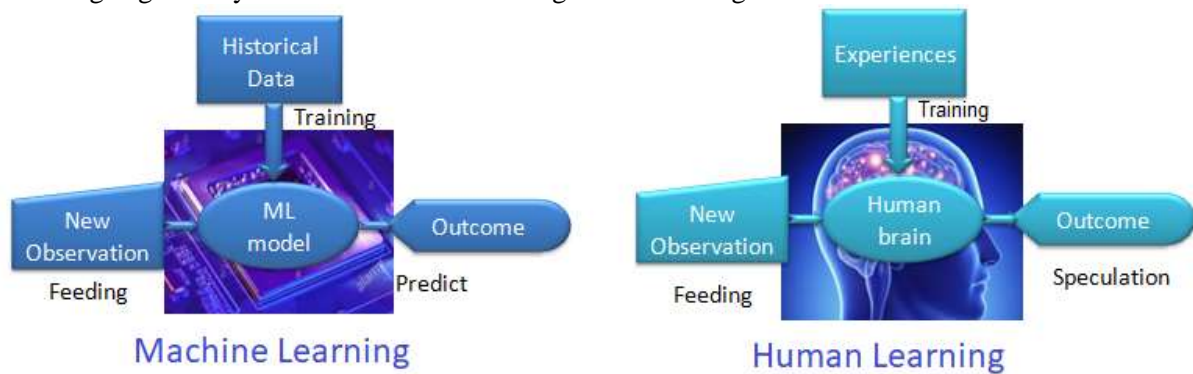 Historical
Data
Training
New
Observation
Feeding
ML
model
Outcome
Predict
Machine Learning
Experiences
Training
New
Observation
Feeding
Human
brain
Outcome
Speculation
Human Learning